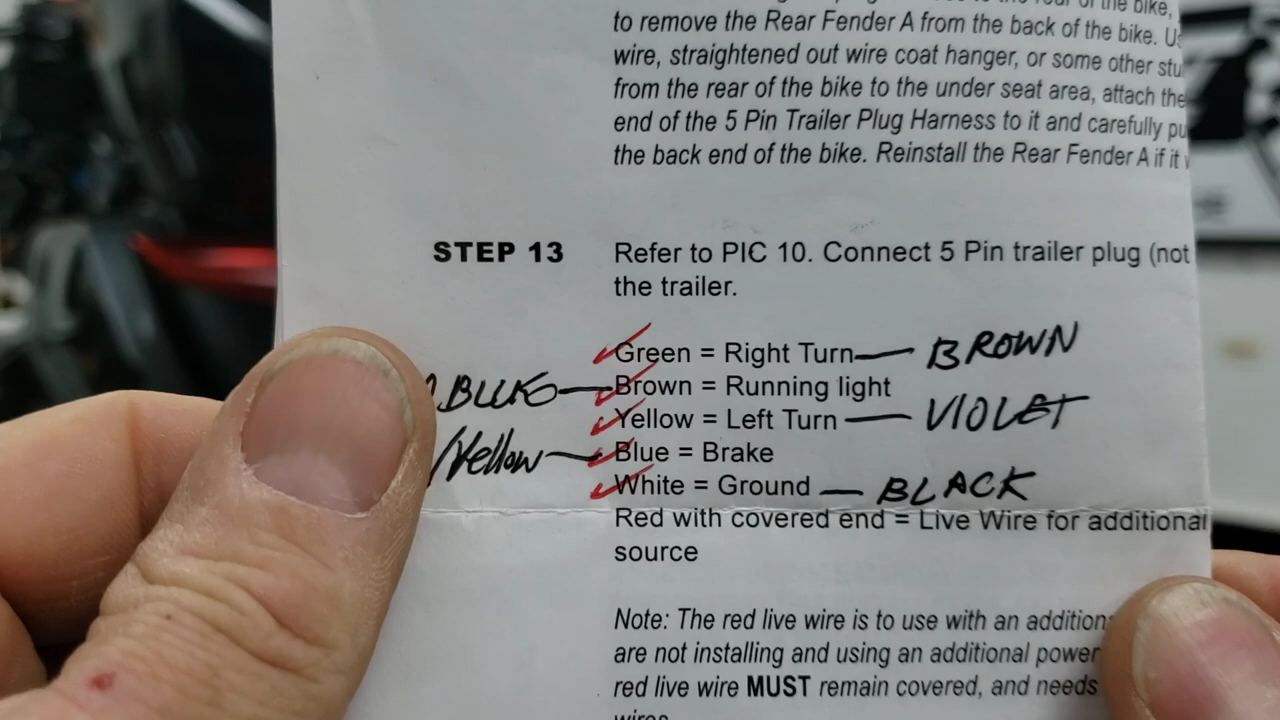 of the bike,
to remove the Rear Fender A from the back of the bike.
wire, straightened out wire coat hanger, or some other
from the rear of the bike to the under seat area, attach the
end of the 5 Pin Trailer Plug Harness to it and carefully
the back end of the bike. Reinstall the Rear Fender A if it
STEP 13 Refer to PIC 10. Connect 5 Pin trailer plug (not
the trailer.
Green = Right Turn — BROWN
BLUE — Brown = Running light
Yellow = Left Turn — VIOLET
/Yellow — Blue = Brake
White = Ground — BLACK
Red with covered end = Live Wire for additional
source
Note: The red live wire is to use with an
are not installing and using an additional power
red live wire MUST remain covered, and needs
wires.